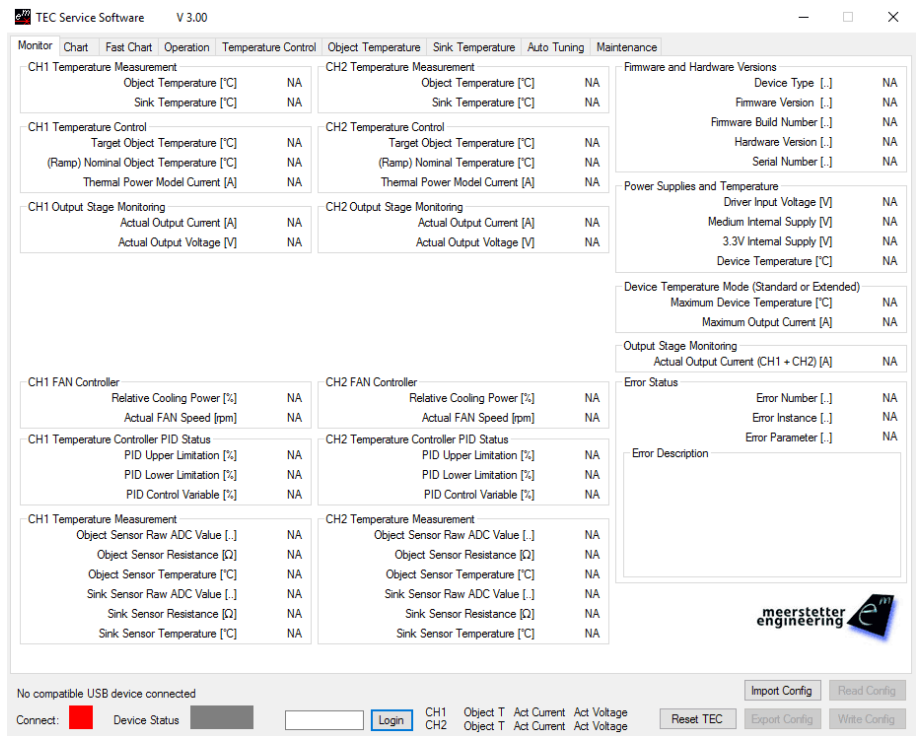 em TEC Service Software V 3.00
Monitor Chart Fast Chart Operation Temperature Control Object Temperature Sink Temperature Auto Tuning Maintenance
CH1 Temperature Measurement
Object Temperature [°C] NA
Sink Temperature [°C] NA
CH1 Temperature Control
Target Object Temperature [°C] NA
(Ramp) Nominal Object Temperature [°C] NA
Thermal Power Model Current [A] NA
CH1 Output Stage Monitoring
Actual Output Current [A] NA
Actual Output Voltage [V] NA
CH1 FAN Controller
Relative Cooling Power [%] NA
Actual FAN Speed [rpm] NA
CH1 Temperature Controller PID Status
PID Upper Limitation [%] NA
PID Lower Limitation [%] NA
PID Control Variable [%] NA
CH1 Temperature Measurement
Object Sensor Raw ADC Value [..] NA
Object Sensor Resistance [Ω] NA
Object Sensor Temperature [°C] NA
Sink Sensor Raw ADC Value [..] NA
Sink Sensor Resistance [Ω] NA
Sink Sensor Temperature [°C] NA
CH2 Temperature Measurement
Object Temperature [°C] NA
Sink Temperature [°C] NA
CH2 Temperature Control
Target Object Temperature [°C] NA
(Ramp) Nominal Temperature [°C] NA
Thermal Power Model Current [A] NA
CH2 Output Stage Monitoring
Actual Output Current [A] NA
Actual Output Voltage [V] NA
CH2 FAN Controller
Relative Cooling Power [%] NA
Actual FAN Speed [rpm] NA
CH2 Temperature Controller PID Status
PID Upper Limitation [%] NA
PID Lower Limitation [%] NA
PID Control Variable [%] NA
CH2 Temperature Measurement
Object Sensor Raw ADC Value [..] NA
Object Sensor Resistance [Ω] NA
Object Sensor Temperature [°C] NA
Sink Sensor Raw ADC Value [..] NA
Sink Sensor Resistance [Ω] NA
Sink Sensor Temperature [°C] NA
Firmware and Hardware Versions
Device Type [..] NA
Firmware Version [..] NA
Firmware Build Number [..] NA
Hardware Version [..] NA
Serial Number [..] NA
Power Supplies and Temperature
Driver Input Voltage [V] NA
Medium Internal Supply [V] NA
3.3V Internal Supply [V] NA
Device Temperature [°C] NA
Device Temperature Mode (Standard or Extended)
Maximum Device Temperature [°C] NA
Maximum Output Current [A] NA
Output Stage Monitoring
Actual Output Current (CH1 + CH2) [A] NA
Error Status
Error Number [..] NA
Error Instance [..] NA
Error Parameter [..] NA
Error Description
meerstetter
engineering
em
No compatible USB device connected
Import Config Read Config
Connect: Device Status Login
CH1 Object T Act Current Act Voltage
CH2 Object T Act Current Act Voltage
Reset TEC Export Config Write Config